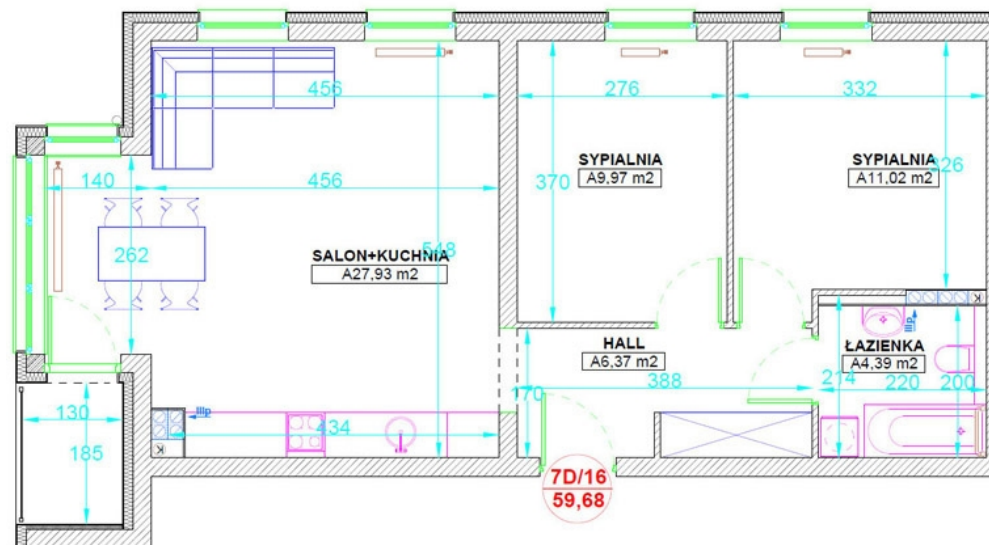 456
276
332
SYPIALNIA
A9,97 m2
SYPIALNIA
A11,02 m2
326
370
140
456
262
SALON+KUCHNIA
A27,93 m2
548
IIIp
HALL
A6,37 m2
ŁAZIENKA
A4,39 m2
388
214
220
200
170
130
185
IIIp
434
K
K
7D/16
59,68